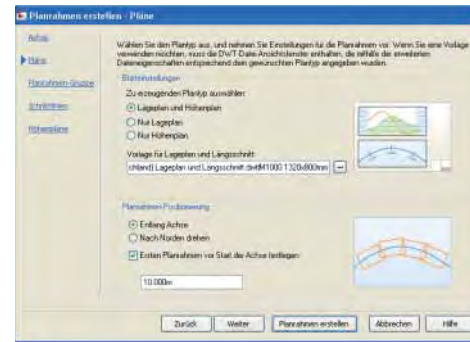 Planrahmen erstellen - Pläne
Achse
Wählen Sie den Plantyp aus, und nehmen Sie Einstellungen für die Planrahmen vor. Wenn Sie eine Vorlage
verwenden möchten, muss die DWT-Datei Ansichtsfenster enthalten, die mithilfe der erweiterten
Dateieigenschaften entsprechend dem gewünschten Plantyp angegeben wurden.
Pläne
Planrahmen-Gruppe
Schnittlinien
Höhenpläne
Blatteinstellungen
Zu erzeugenden Plantyp auswählen:
Lageplan und Höhenplan
Nur Lageplan
Nur Höhenplan
Vorlage für Lageplan und Längsschnitt:
chland) Lageplan und Längsschnitt.dwt\M1000 1320x800mm
Planrahmen-Positionierung
Entlang Achse
Nach Norden drehen
Ersten Planrahmen vor Start der Achse festlegen:
10.000m
Zurück
Weiter
Planrahmen erstellen
Abbrechen
Hilfe